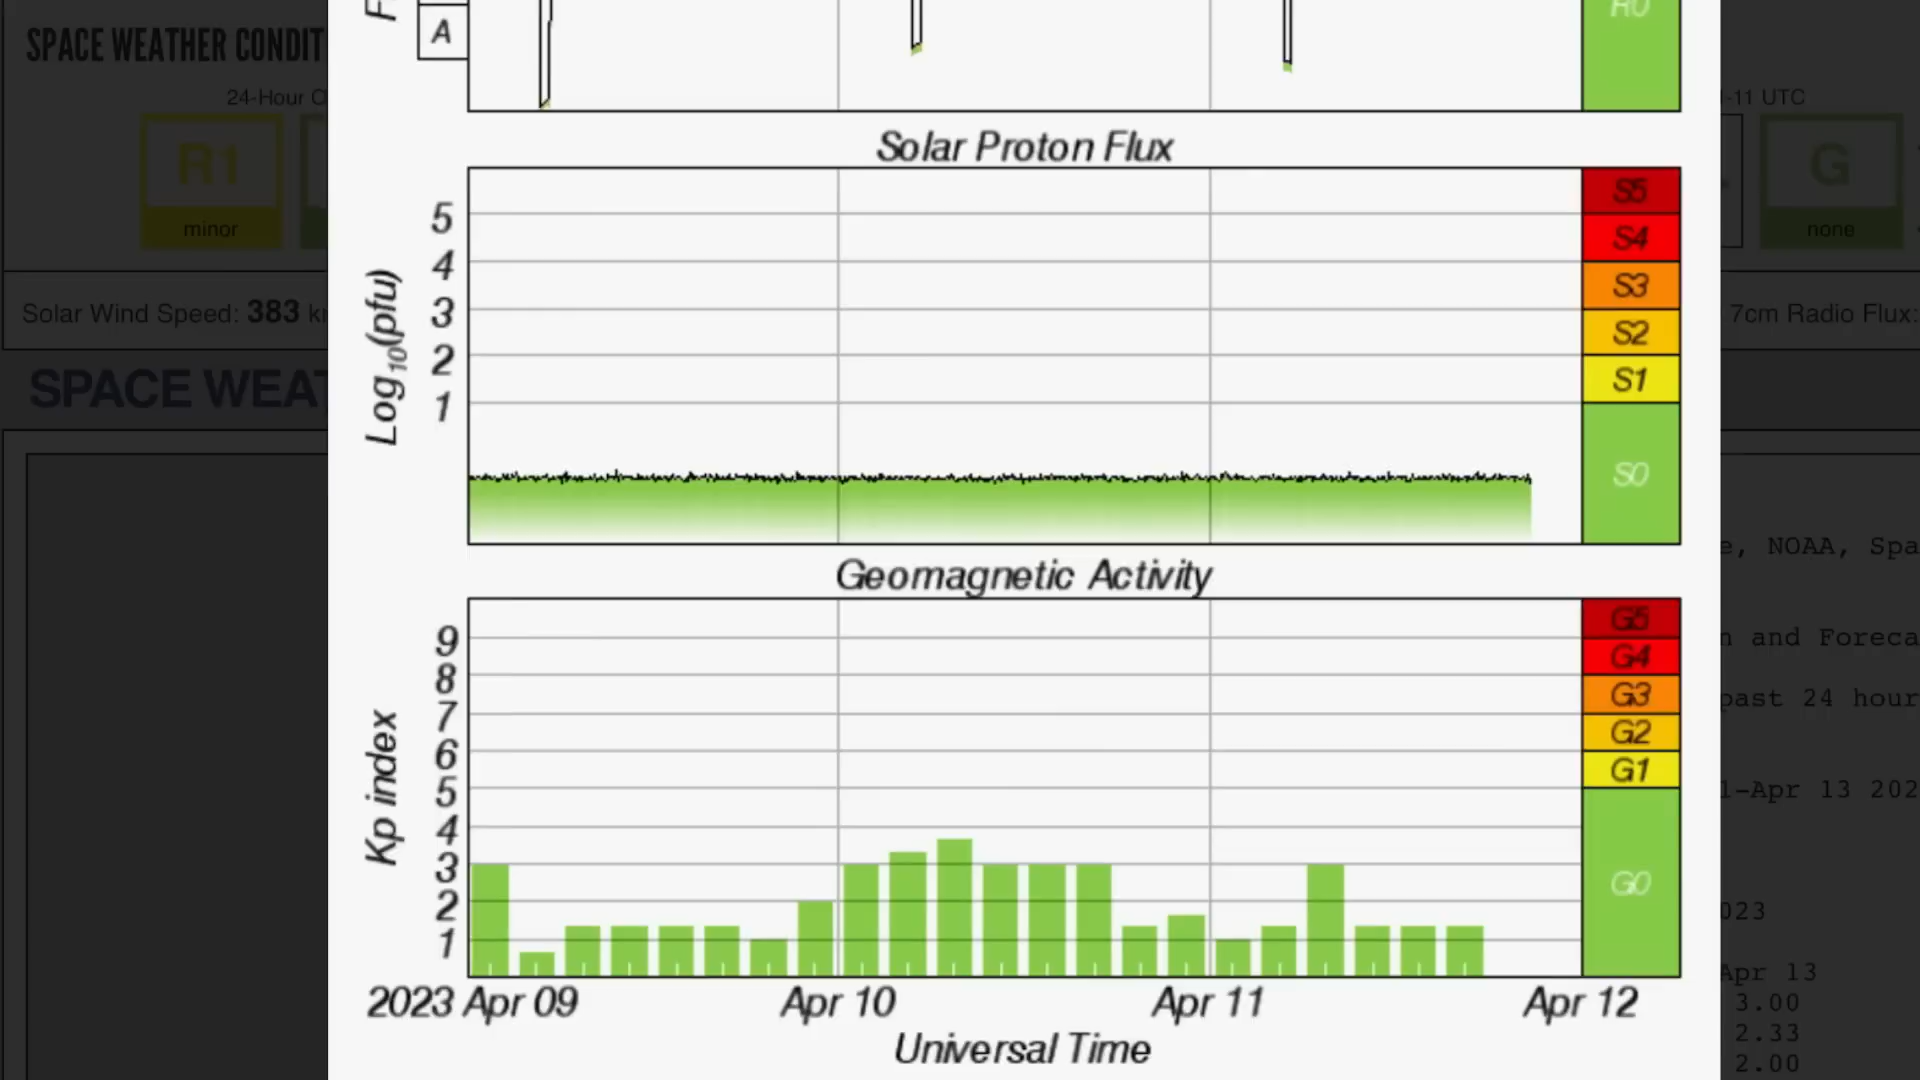 SPACE WEATHER CONDIT
24-Hour
R1
minor
Solar Wind Speed: 383
SPACE WEAT
A
R0
Solar Proton Flux
Log10(pfu)
5
4
3
2
1
S5
S4
S3
S2
S1
S0
Geomagnetic Activity
Kp index
9
8
7
6
5
4
3
2
1
G5
G4
G3
G2
G1
G0
2023 Apr 09
Apr 10
Apr 11
Apr 12
Universal Time
-11 UTC
G
none
7cm Radio Flux:
e, NOAA, Spa
n and Foreca
past 24 hour
1-Apr 13 202
023
Apr 13
3.00
2.33
2.00